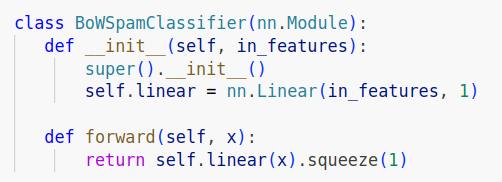 class BoWSpamClassifier(nn.Module):
    def __init__(self, in_features):
        super().__init__()
        self.linear = nn.Linear(in_features, 1)

    def forward(self, x):
        return self.linear(x).squeeze(1)